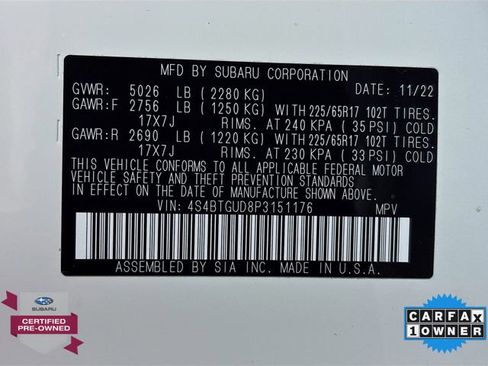 MFD BY SUBARU CORPORATION
GVWR: 5026 LB ( 2280 KG) DATE: 11/22
GAWR:F 2756 LB ( 1250 KG) WITH 225/65R17 102T TIRES.
17X7J RIMS. AT 240 KPA ( 35 PSI) COLD
GAWR:R 2690 LB ( 1220 KG) WITH 225/65R17 102T TIRES.
17X7J RIMS. AT 230 KPA ( 33 PSI) COLD
THIS VEHICLE CONFORMS TO ALL APPLICABLE FEDERAL MOTOR
VEHICLE SAFETY AND THEFT PREVENTION STANDARDS
IN EFFECT ON THE DATE OF MANUFACTURE SHOWN ABOVE.
VIN: 4S4BTGUD8P3151176 MPV
ASSEMBLED BY SIA INC. MADE IN U.S.A.
SUBARU
CERTIFIED
PRE-OWNED
CARFAX
1 OWNER